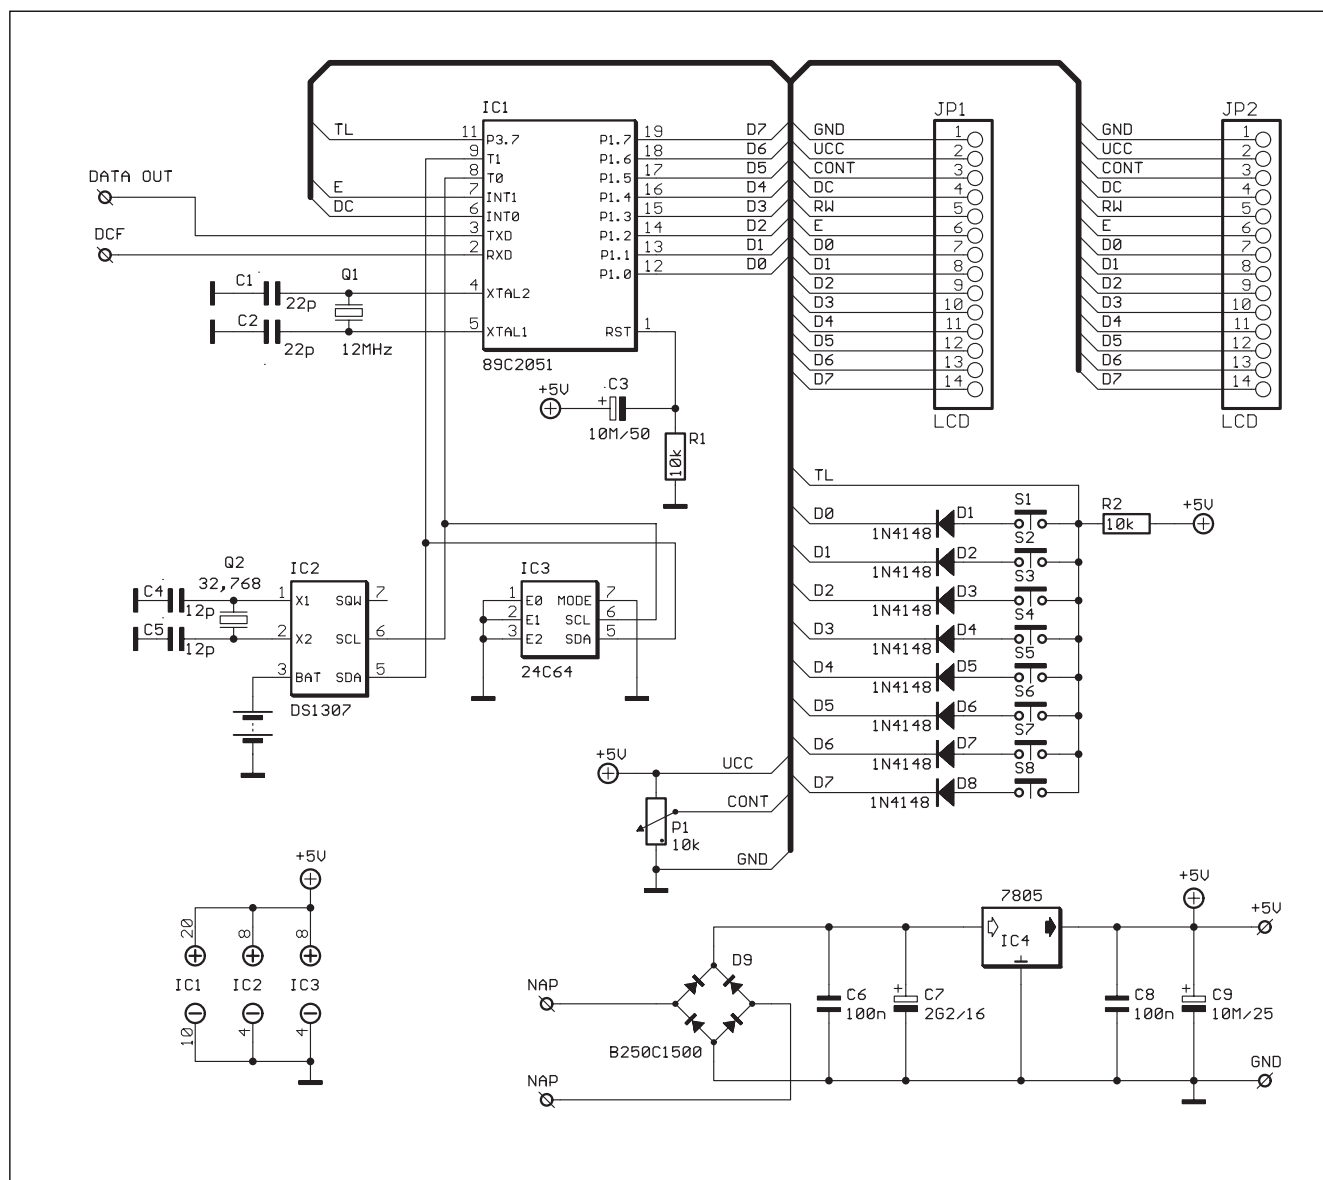 IC1
JP1
JP2
TL
11 P3.7
9 T1
8 T0
E 7 INT1
DC 6 INT0
3 TXD
2 RXD
4 XTAL2
5 XTAL1
P1.7 19 D7
P1.6 18 D6
P1.5 17 D5
P1.4 16 D4
P1.3 15 D3
P1.2 14 D2
P1.1 13 D1
P1.0 12 D0
RST 1
89C2051
DATA OUT
DCF
C1
22p
C2
22p
Q1
12MHz
GND 1
UCC 2
CONT 3
DC 4
RW 5
E 6
D0 7
D1 8
D2 9
D3 10
D4 11
D5 12
D6 13
D7 14
LCD
GND 1
UCC 2
CONT 3
DC 4
RW 5
E 6
D0 7
D1 8
D2 9
D3 10
D4 11
D5 12
D6 13
D7 14
LCD
+5V
+ C3
10M/50
R1
10k
TL
D0 1N4148 D1 S1
D1 1N4148 D2 S2
D2 1N4148 D3 S3
D3 1N4148 D4 S4
D4 1N4148 D5 S5
D5 1N4148 D6 S6
D6 1N4148 D7 S7
D7 1N4148 D8 S8
R2
10k
+5V
Q2
32,768
C4
12p
C5
12p
IC2
1 X1 SQW 7
2 X2 SCL 6
3 BAT SDA 5
DS1307
IC3
1 E0 MODE 7
2 E1 SCL 6
3 E2 SDA 5
24C64
+5V
UCC
CONT
P1
10k
GND
+5V
20 8 8
IC1 IC2 IC3
10 4 4
NAP
NAP
D9
B250C1500
C6
100n
+ C7
2G2/16
7805
IC4
C8
100n
+ C9
10M/25
+5V
+5V
GND